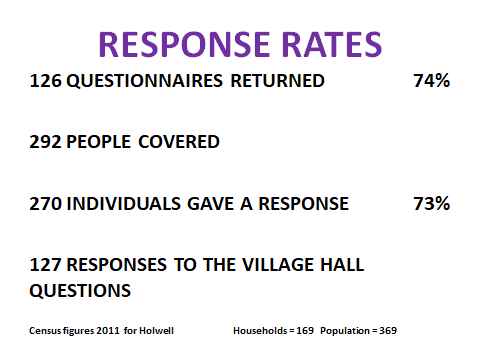 RESPONSE RATES
126 QUESTIONNAIRES RETURNED 74%
292 PEOPLE COVERED
270 INDIVIDUALS GAVE A RESPONSE 73%
127 RESPONSES TO THE VILLAGE HALL
QUESTIONS
Census figures 2011 for Holwell Households = 169 Population = 369